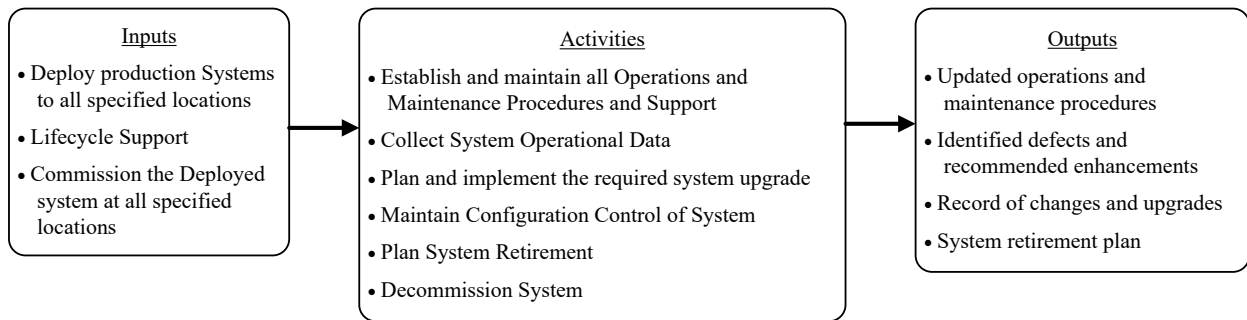 Inputs
• Deploy production Systems
to all specified locations
• Lifecycle Support
• Commission the Deployed
system at all specified
locations
Activities
• Establish and maintain all Operations and
Maintenance Procedures and Support
• Collect System Operational Data
• Plan and implement the required system upgrade
• Maintain Configuration Control of System
• Plan System Retirement
• Decommission System
Outputs
• Updated operations and
maintenance procedures
• Identified defects and
recommended enhancements
• Record of changes and upgrades
• System retirement plan